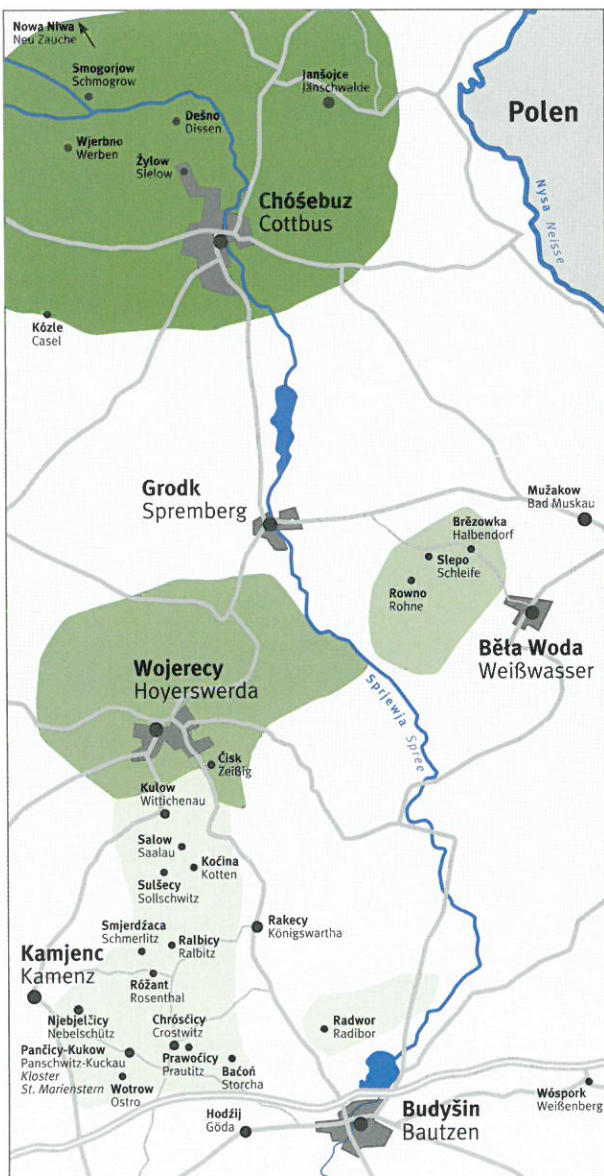 Nowa Niwa
Neu Zauche
Smogorjow
Schmogrow
Janšojce
Jänschwalde
Dešno
Dissen
Polen
Wjerbno
Werben
Žylow
Sielow
Chóśebuz
Cottbus
Nysa Neisse
Kózle
Casel
Grodk
Spremberg
Mužakow
Bad Muskau
Brězowka
Halbendorf
Slepo
Schleife
Rowno
Rohne
Běła Woda
Weißwasser
Wojerecy
Hoyerswerda
Sprjewja Spree
Čisk
Zeißig
Kulow
Wittichenau
Salow
Saalau
Koćina
Kotten
Sulšecy
Sollschwitz
Rakecy
Königswartha
Smjerdźaca
Schmerlitz
Ralbicy
Ralbitz
Kamjenc
Kamenz
Róžant
Rosenthal
Njebjelčicy
Nebelschütz
Chrósćicy
Crostwitz
Radwor
Radibor
Pančicy-Kukow
Panschwitz-Kuckau
Kloster
St. Marienstern
Prawoćicy
Prautitz
Baćoń
Storcha
Wotrow
Ostro
Wóspork
Weißenberg
Hodźij
Göda
Budyšin
Bautzen